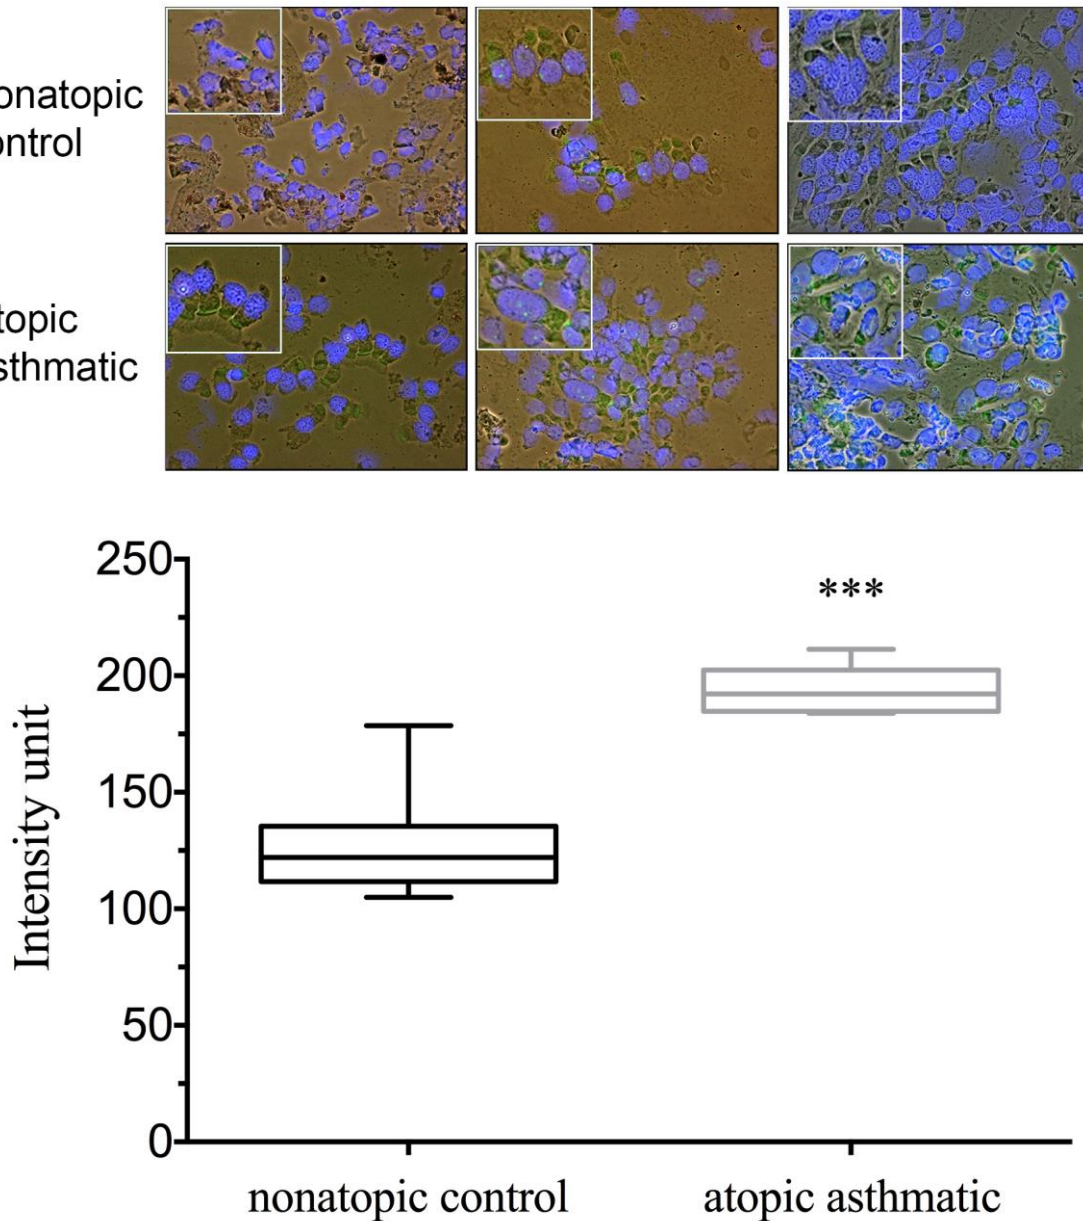 onatopic
ontrol
topic
sthmatic
250
200
150
100
50
0
Intensity unit
***
nonatopic control
atopic asthmatic